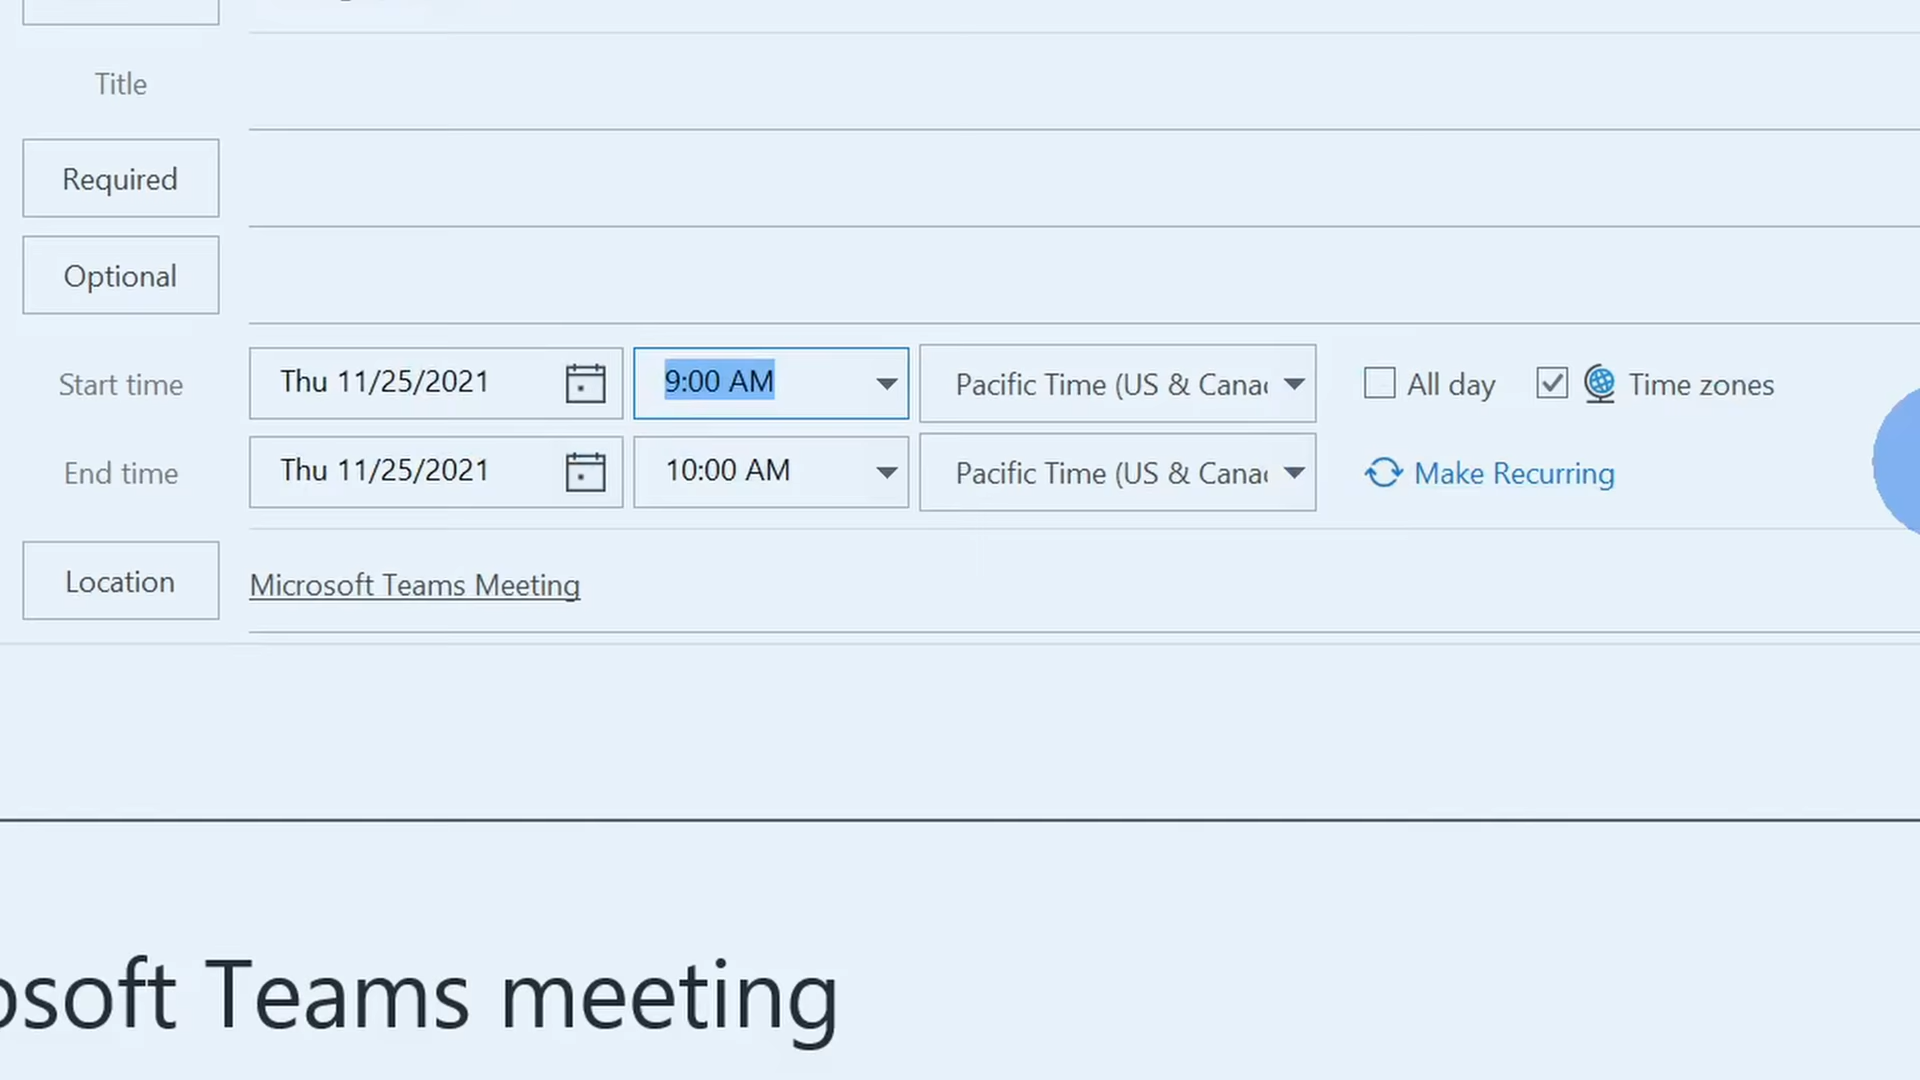 Title
Required
Optional
Start time Thu 11/25/2021 9:00 AM Pacific Time (US & Canad All day Time zones
End time Thu 11/25/2021 10:00 AM Pacific Time (US & Canad Make Recurring
Location Microsoft Teams Meeting
osoft Teams meeting